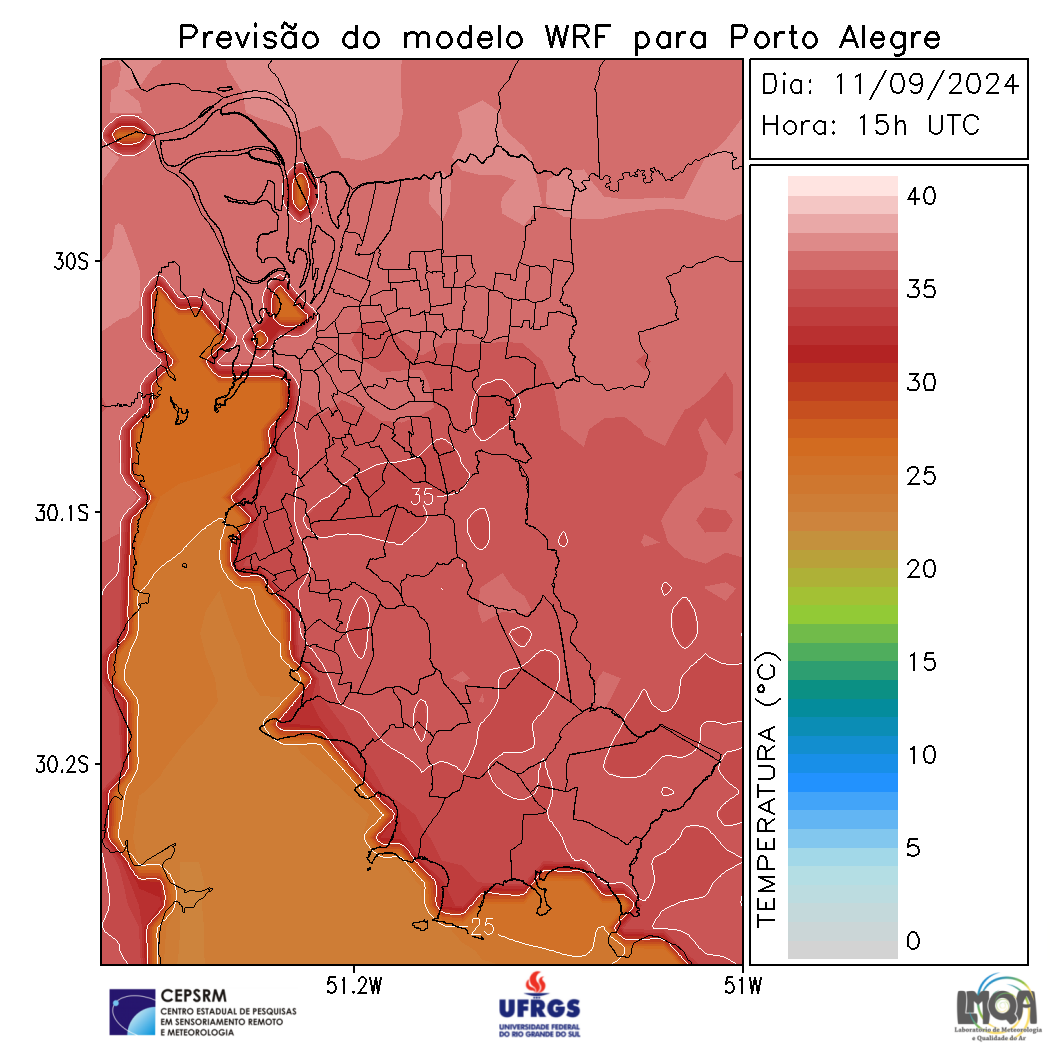 Previsão do modelo WRF para Porto Alegre
Dia: 11/09/2024
Hora: 15h UTC
30S
30.1S
30.2S
51.2W
51W
35
25
TEMPERATURA (°C)
40
35
30
25
20
15
10
5
0
CEPSRM
CENTRO ESTADUAL DE PESQUISAS
EM SENSORIAMENTO REMOTO
E METEOROLOGIA
UFRGS
UNIVERSIDADE FEDERAL
DO RIO GRANDE DO SUL
LMQA
Laboratório de Meteorologia
e Qualidade do Ar